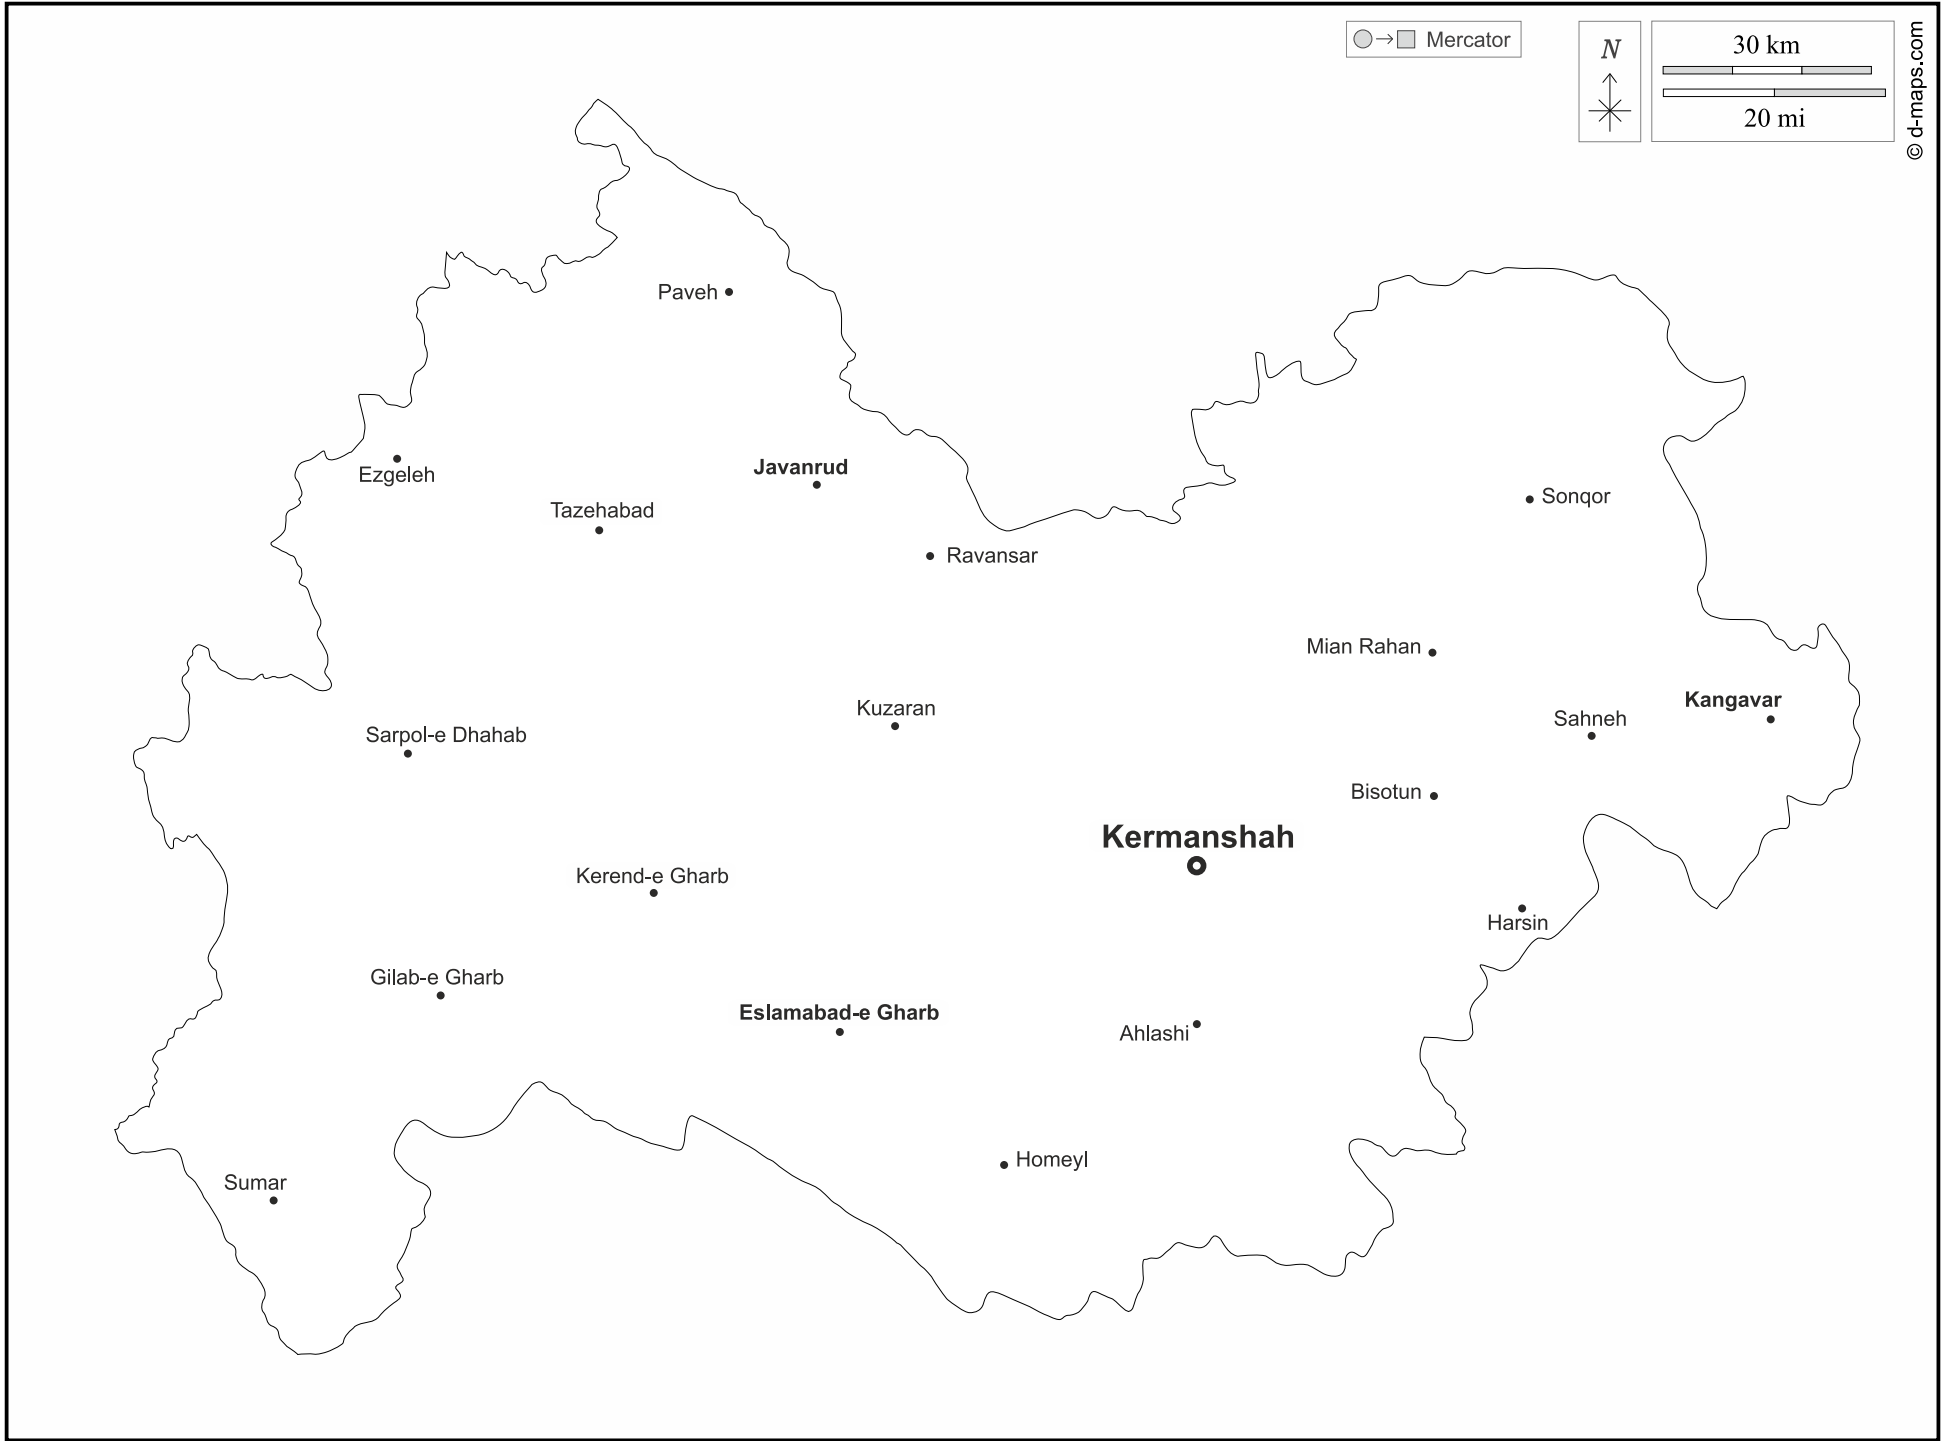 Mercator
N
30 km
20 mi
© d-maps.com
Paveh
Ezgeleh
Javanrud
Tazehabad
Sonqor
Ravansar
Mian Rahan
Kangavar
Kuzaran
Sahneh
Sarpol-e Dhahab
Bisotun
Kermanshah
Kerend-e Gharb
Harsin
Gilab-e Gharb
Eslamabad-e Gharb
Ahlashi
Homeyl
Sumar